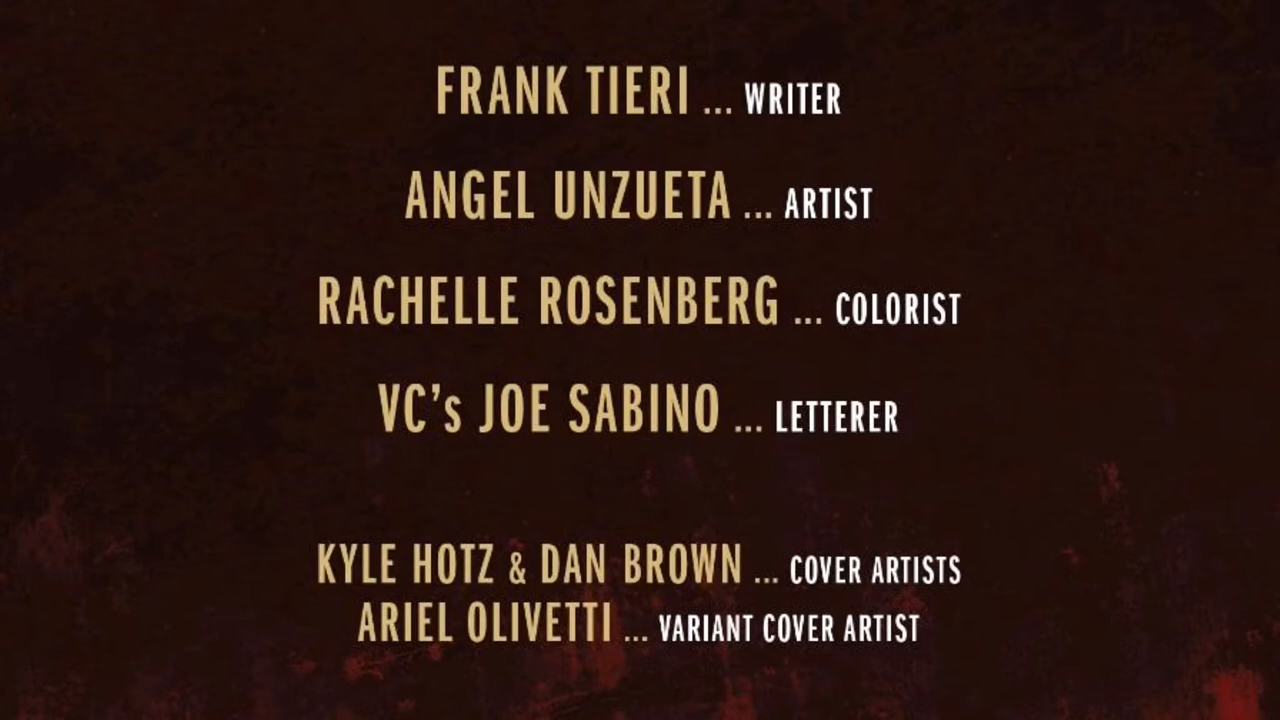 FRANK TIERI ... WRITER
ANGEL UNZUETA ... ARTIST
RACHELLE ROSENBERG ... COLORIST
VC's JOE SABINO ... LETTERER
KYLE HOTZ & DAN BROWN ... COVER ARTISTS
ARIEL OLIVETTI ... VARIANT COVER ARTIST